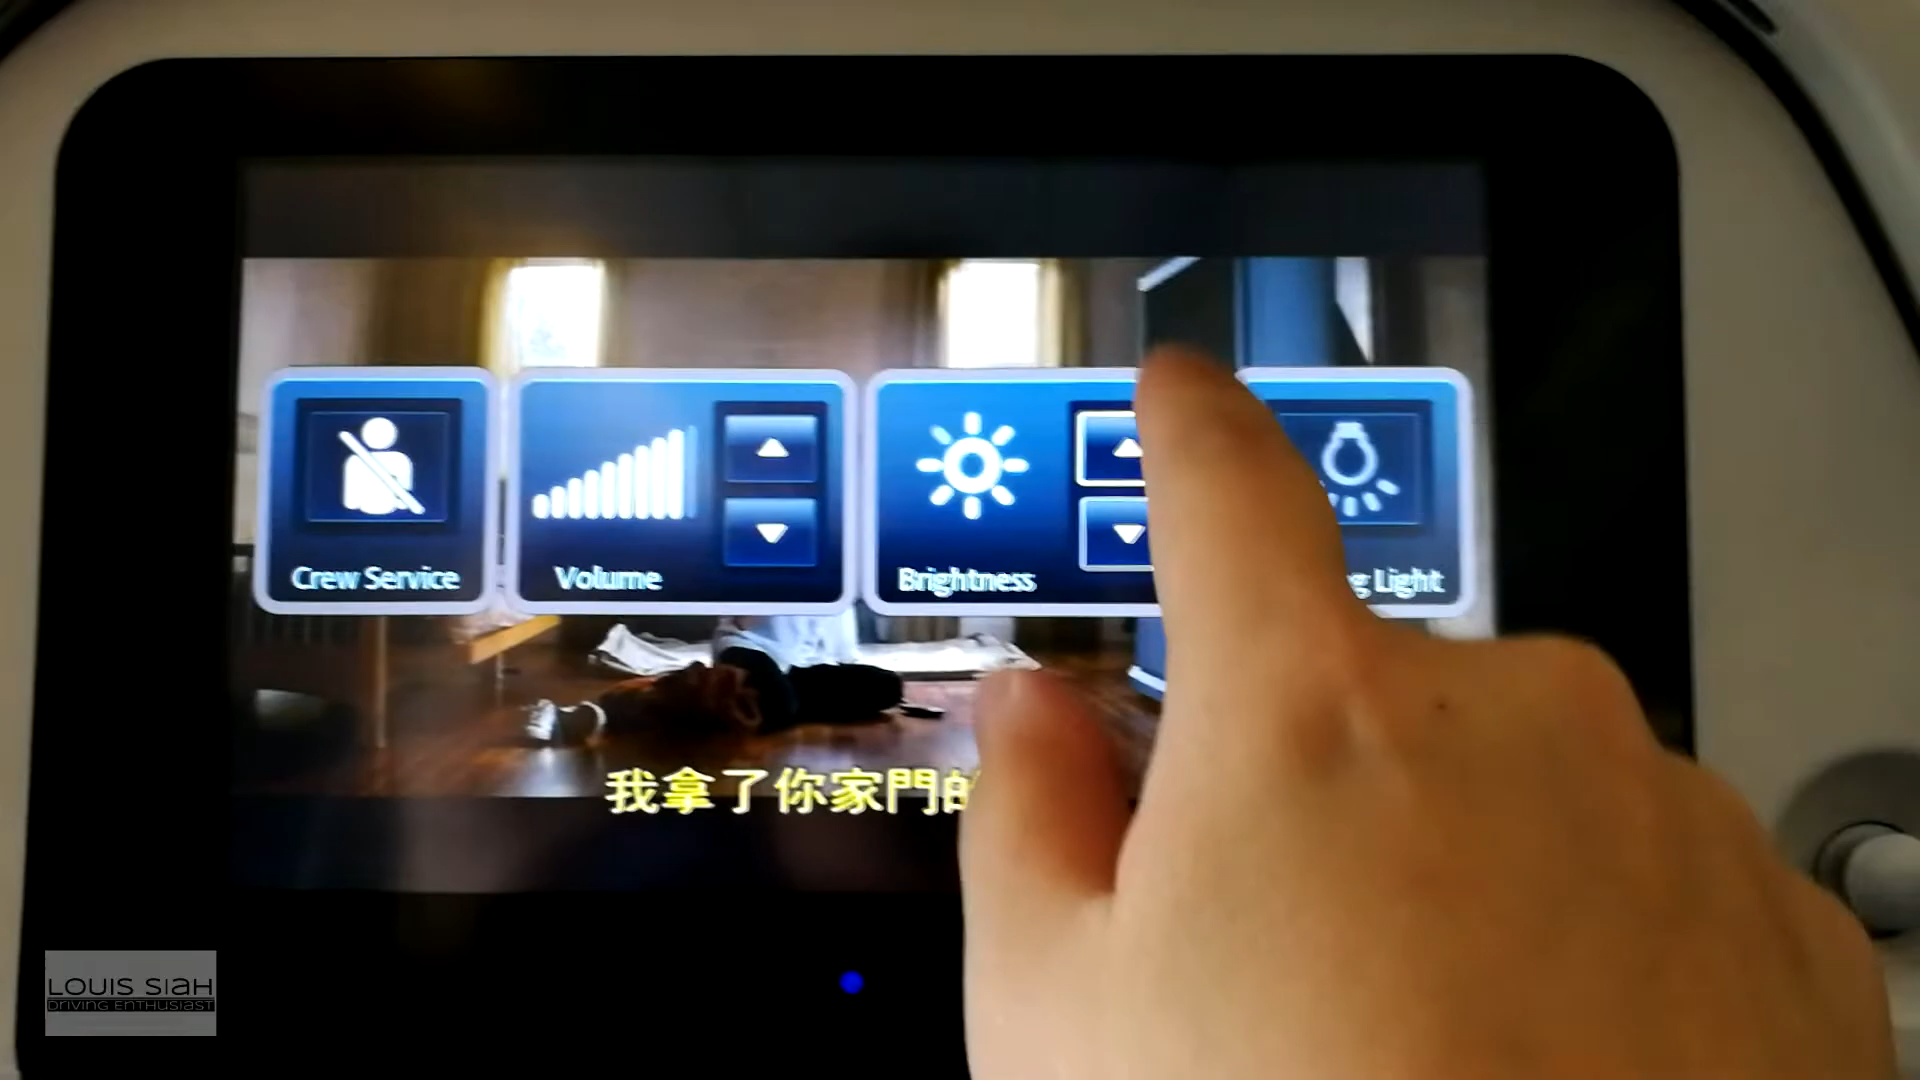 Crew Service
Volume
Brightness
Light
我拿了你家門的
LOUIS SIAH
DRIVING ENTHUSIAST